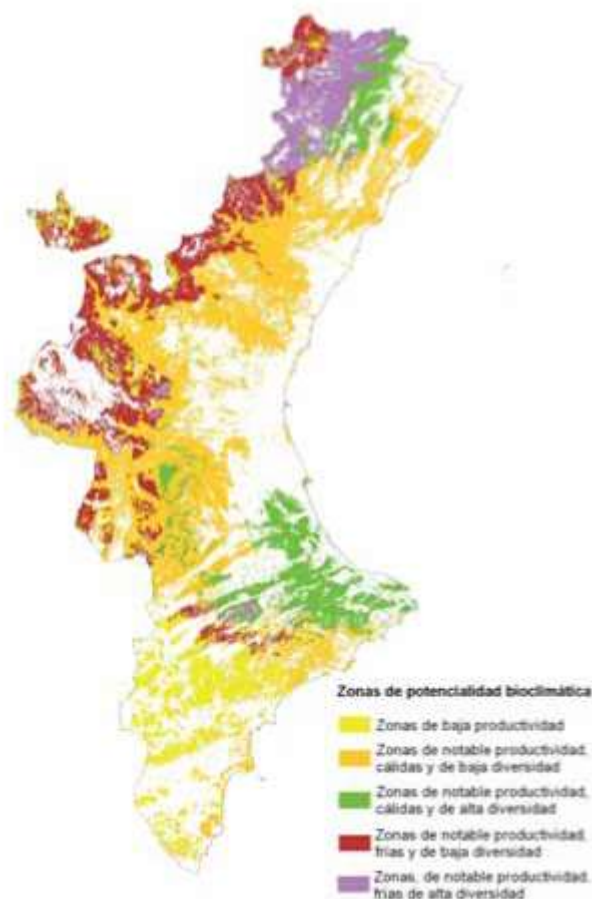 Zonas de potencialidad bioclimática
Zonas de baja productividad
Zonas de notable productividad,
cálidas y de baja diversidad
Zonas de notable productividad,
cálidas y de alta diversidad
Zonas de notable productividad,
frías y de baja diversidad
Zonas, de notable productividad,
frías de alta diversidad